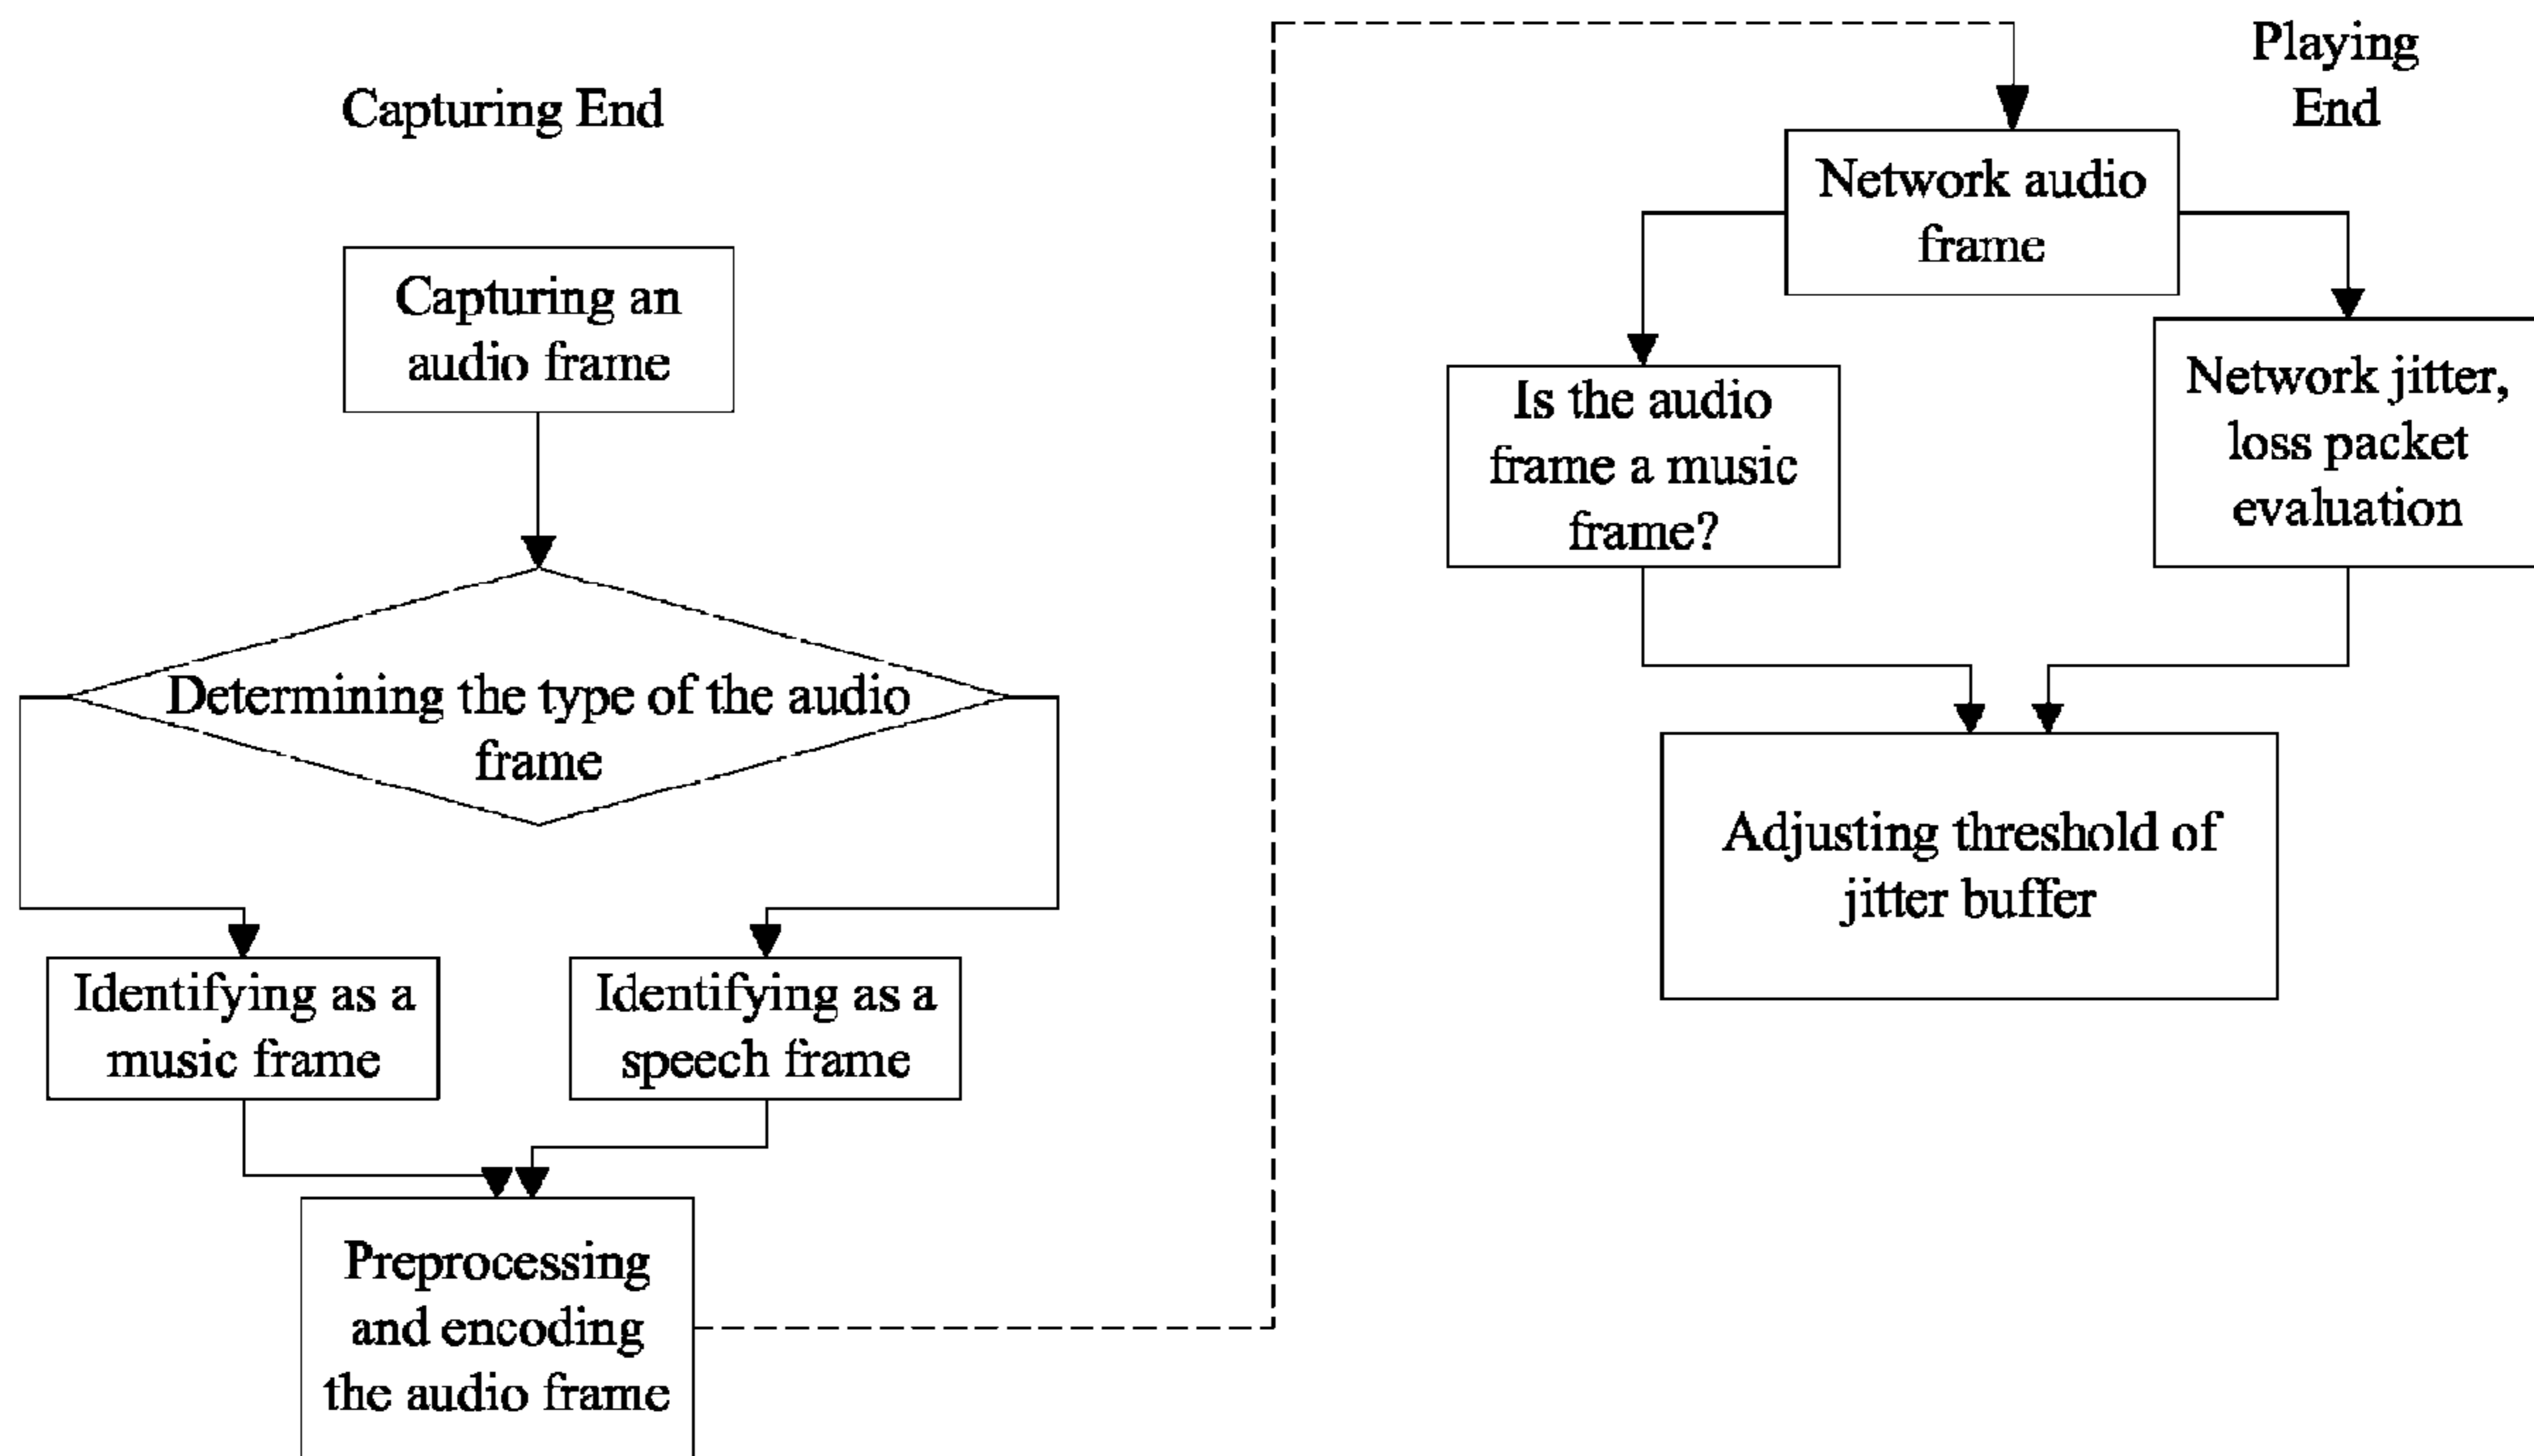 Capturing End
Capturing an
audio frame
Determining the type of the audio
frame
Identifying as a
music frame
Identifying as a
speech frame
Preprocessing
and encoding
the audio frame
Playing
End
Network audio
frame
Is the audio
frame a music
frame?
Network jitter,
loss packet
evaluation
Adjusting threshold of
jitter buffer